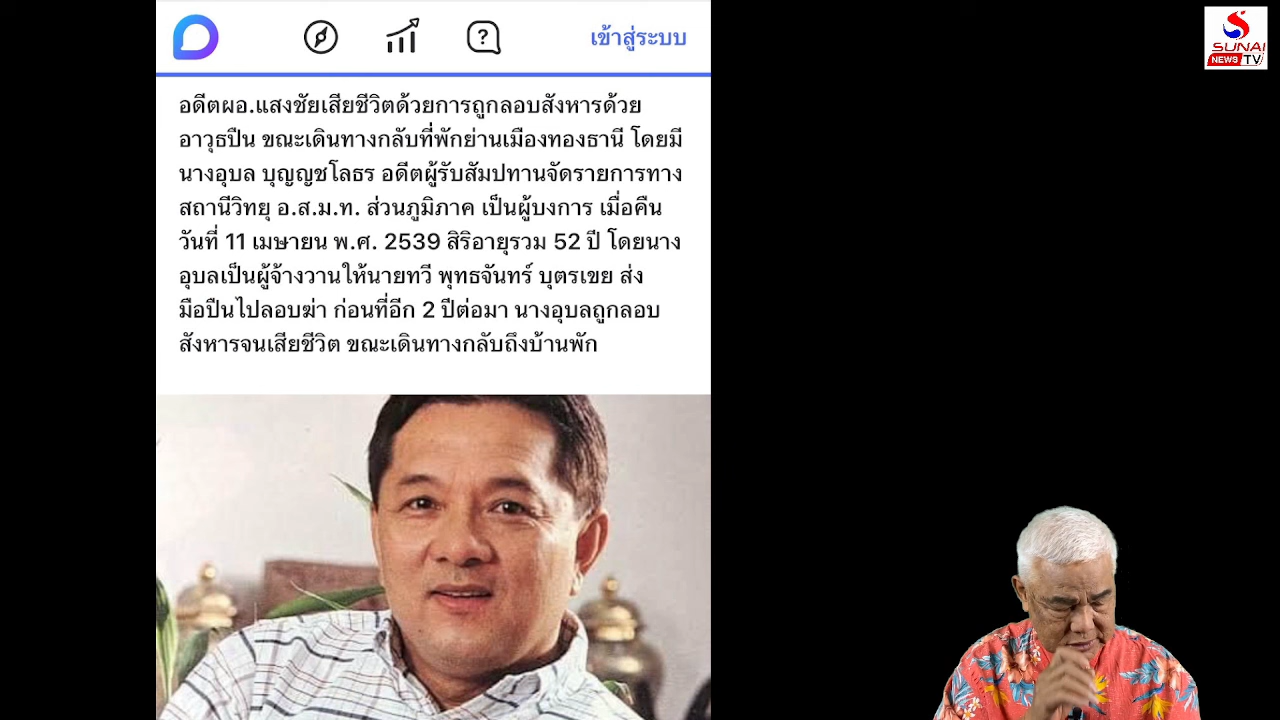 เข้าสู่ระบบ
SUNAI
NEWS TV
อดีตผอ.แสงชัยเสียชีวิตด้วยการถูกลอบสังหารด้วย
อาวุธปืน ขณะเดินทางกลับที่พักย่านเมืองทองธานี โดยมี
นางอุบล บุญญชโลธร อดีตผู้รับสัมปทานจัดรายการทาง
สถานีวิทยุ อ.ส.ม.ท. ส่วนภูมิภาค เป็นผู้บงการ เมื่อคืน
วันที่ 11 เมษายน พ.ศ. 2539 สิริอายุรวม 52 ปี โดยนาง
อุบลเป็นผู้จ้างวานให้นายทวี พุทธจันทร์ บุตรเขย ส่ง
มือปืนไปลอบฆ่า ก่อนที่อีก 2 ปีต่อมา นางอุบลถูกลอบ
สังหารจนเสียชีวิต ขณะเดินทางกลับถึงบ้านพัก